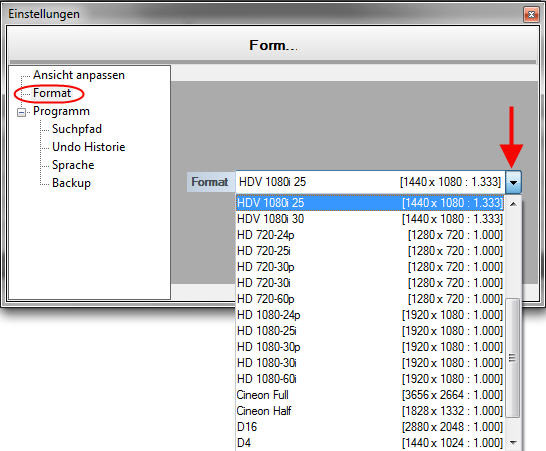 Einstellungen
Form...
Ansicht anpassen
Format
Programm
Suchpfad
Undo Historie
Sprache
Backup
Format HDV 1080i 25 [1440 x 1080 : 1.333]
HDV 1080i 25 [1440 x 1080 : 1.333]
HDV 1080i 30 [1440 x 1080 : 1.333]
HD 720-24p [1280 x 720 : 1.000]
HD 720-25i [1280 x 720 : 1.000]
HD 720-30p [1280 x 720 : 1.000]
HD 720-30i [1280 x 720 : 1.000]
HD 720-60p [1280 x 720 : 1.000]
HD 1080-24p [1920 x 1080 : 1.000]
HD 1080-25i [1920 x 1080 : 1.000]
HD 1080-30p [1920 x 1080 : 1.000]
HD 1080-30i [1920 x 1080 : 1.000]
HD 1080-60i [1920 x 1080 : 1.000]
Cineon Full [3656 x 2664 : 1.000]
Cineon Half [1828 x 1332 : 1.000]
D16 [2880 x 2048 : 1.000]
D4 [1440 x 1024 : 1.000]